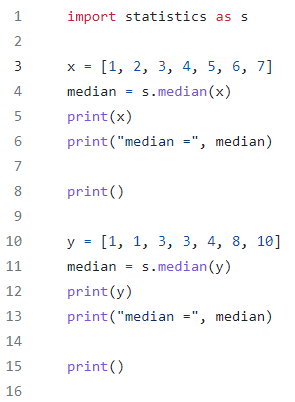 1 import statistics as s
2
3 x = [1, 2, 3, 4, 5, 6, 7]
4 median = s.median(x)
5 print(x)
6 print("median =", median)
7
8 print()
9
10 y = [1, 1, 3, 3, 4, 8, 10]
11 median = s.median(y)
12 print(y)
13 print("median =", median)
14
15 print()
16